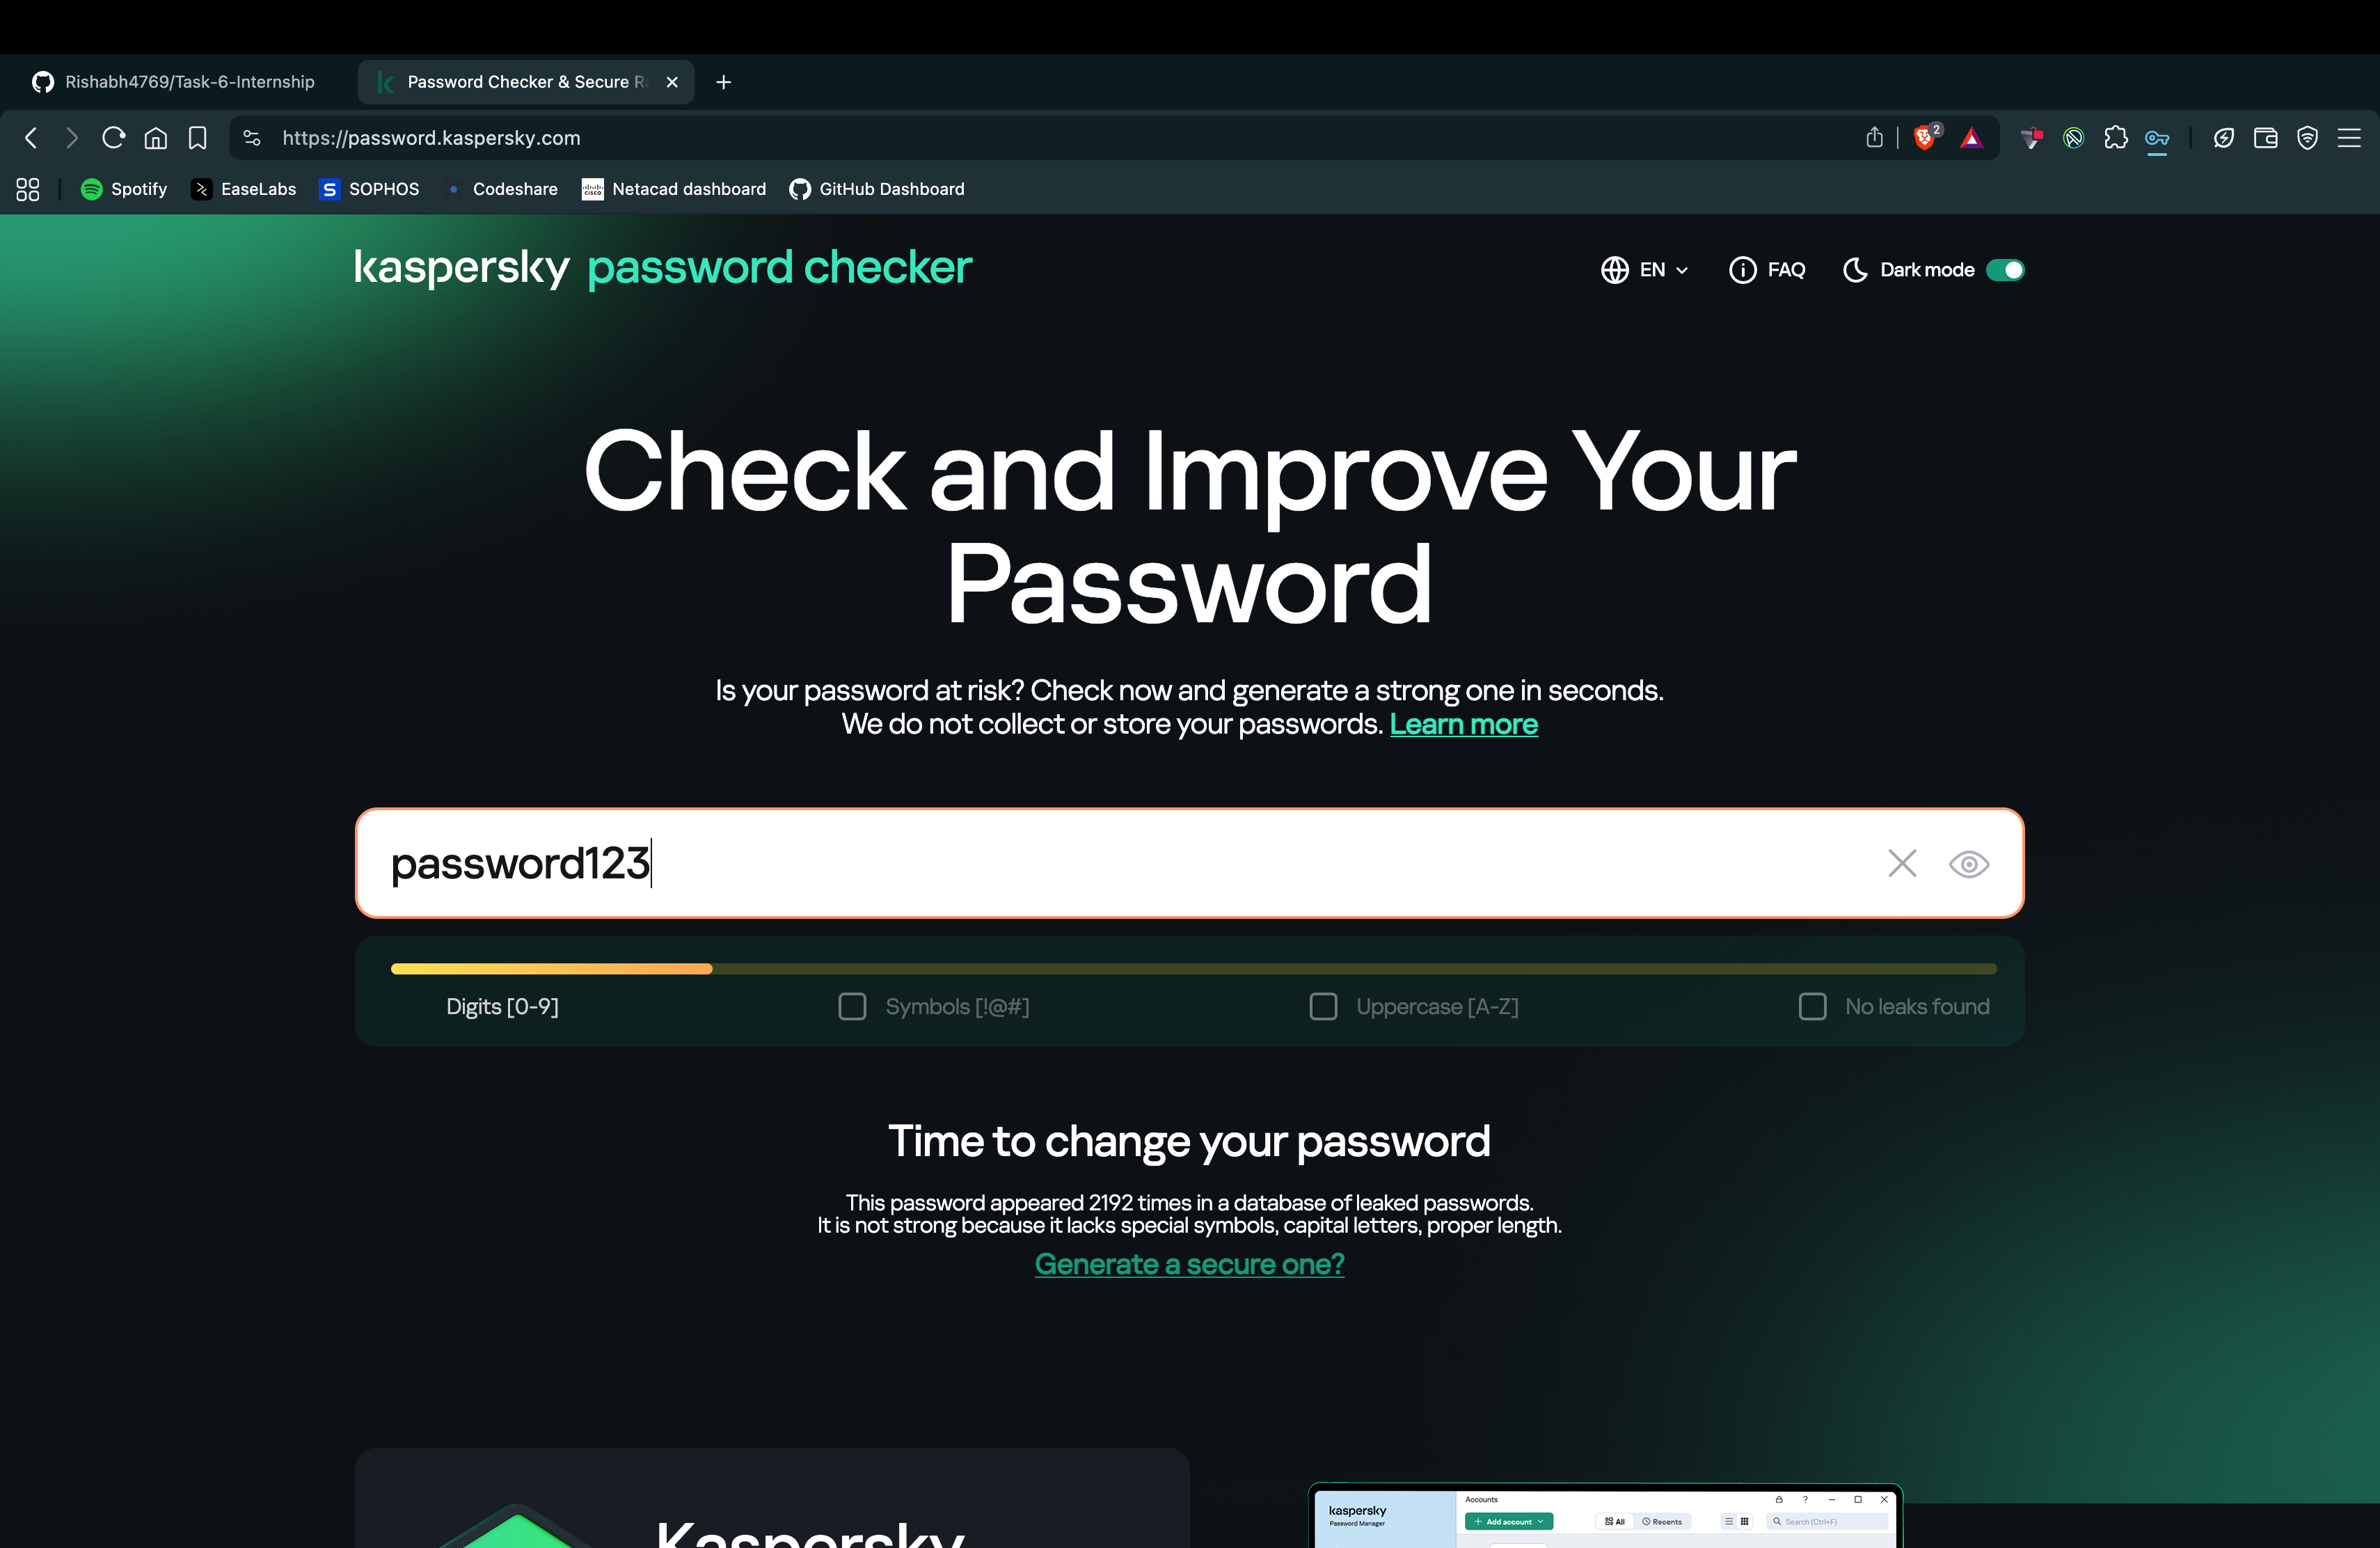 Rishabh4769/Task-6-Internship
Password Checker & Secure R
https://password.kaspersky.com
2
Spotify
EaseLabs
S SOPHOS
Codeshare
CISCO Netacad dashboard
GitHub Dashboard
kaspersky password checker
EN
FAQ
Dark mode
Check and Improve Your
Password
Is your password at risk? Check now and generate a strong one in seconds.
We do not collect or store your passwords. Learn more
password123
Digits [0-9]
Symbols [!@#]
Uppercase [A-Z]
No leaks found
Time to change your password
This password appeared 2192 times in a database of leaked passwords.
It is not strong because it lacks special symbols, capital letters, proper length.
Generate a secure one?
Kaspersky
kaspersky
Password Manager
Accounts
?
+ Add account
All
Recents
Search (Ctrl+F)